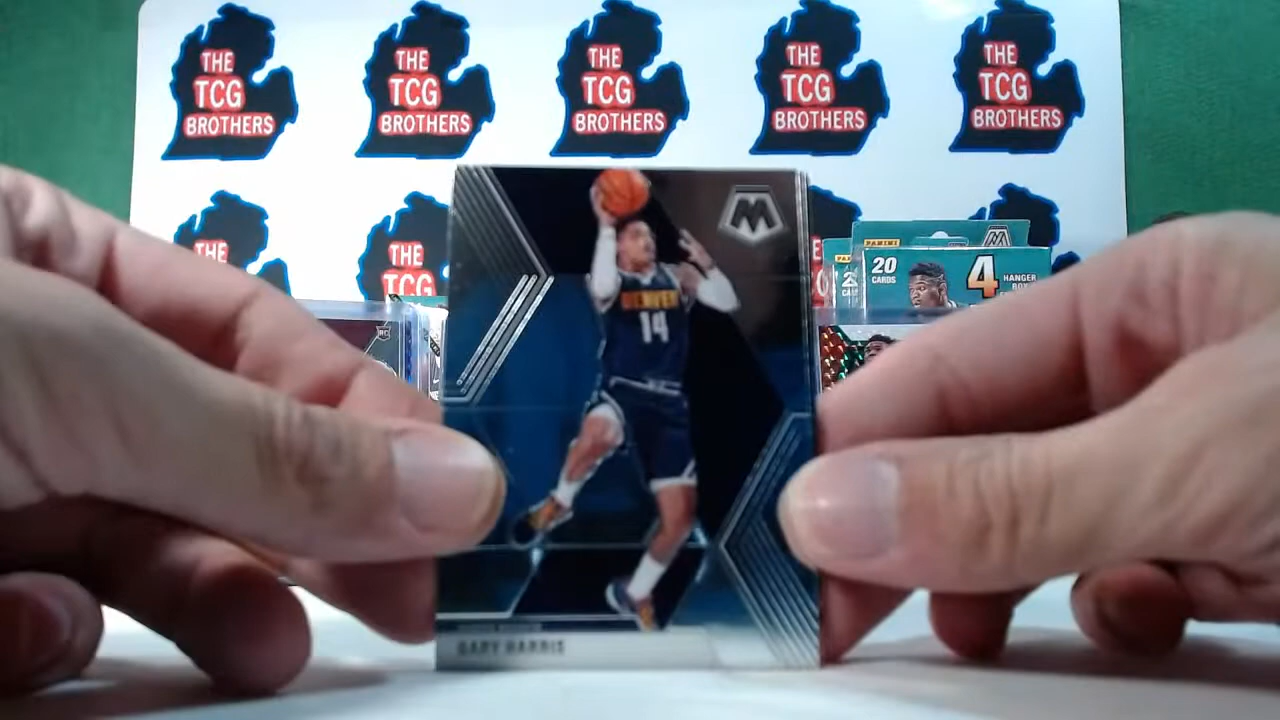 THE
TCG
BROTHERS
THE
TCG
BROTHERS
THE
TCG
BROTHERS
THE
TCG
BROTHERS
THE
TCG
BROTHERS
THE
THE
TCG
PANINI
20
CARDS
4
HANGER
BOX
RC
DENVER
14
GARY HARRIS